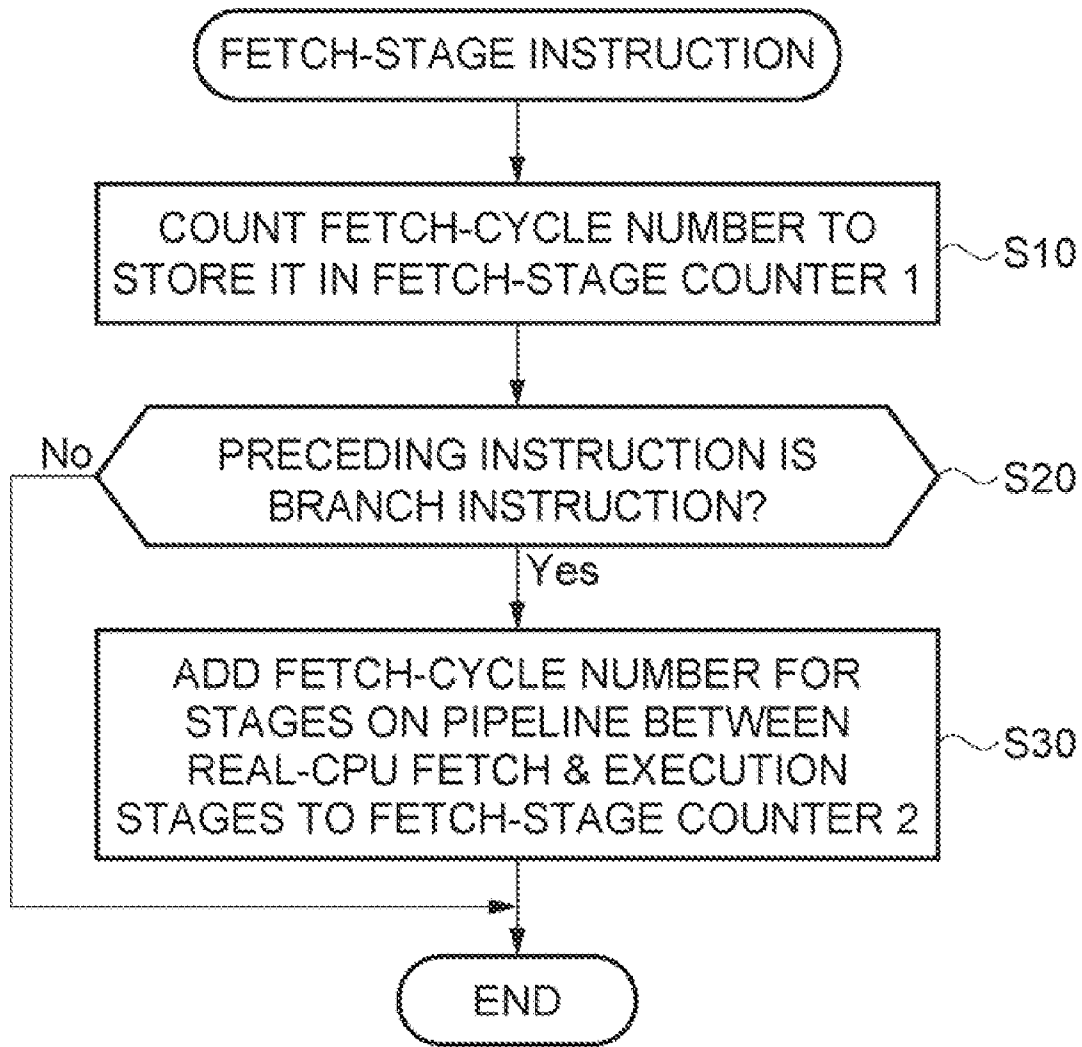 FETCH-STAGE INSTRUCTION
COUNT FETCH-CYCLE NUMBER TO
STORE IT IN FETCH-STAGE COUNTER 1
S10
No
PRECEDING INSTRUCTION IS
BRANCH INSTRUCTION?
S20
Yes
ADD FETCH-CYCLE NUMBER FOR
STAGES ON PIPELINE BETWEEN
REAL-CPU FETCH & EXECUTION
STAGES TO FETCH-STAGE COUNTER 2
S30
END